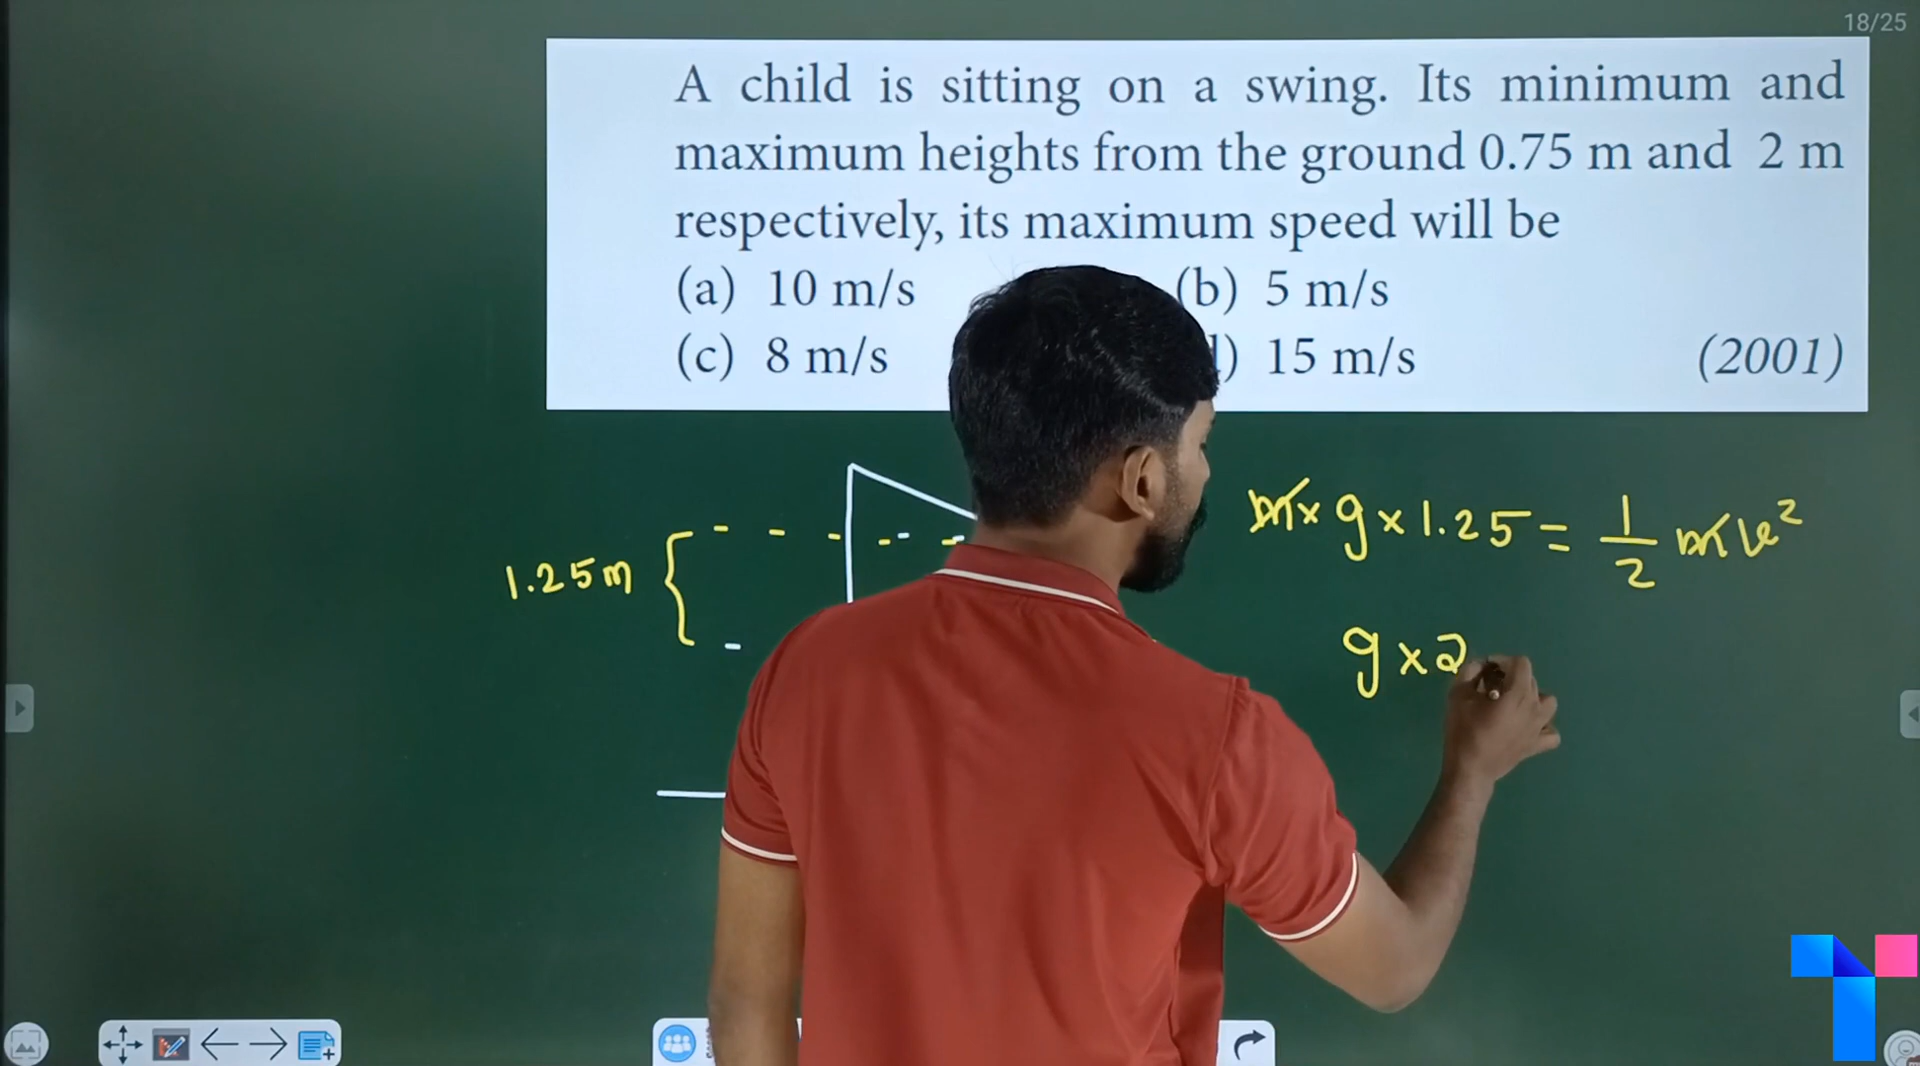 18/25
A child is sitting on a swing. Its minimum and
maximum heights from the ground 0.75 m and 2 m
respectively, its maximum speed will be
(a) 10 m/s (b) 5 m/s
(c) 8 m/s ) 15 m/s (2001)
m × g × 1.25 = 1/2 m v²
1.25m
g × 2